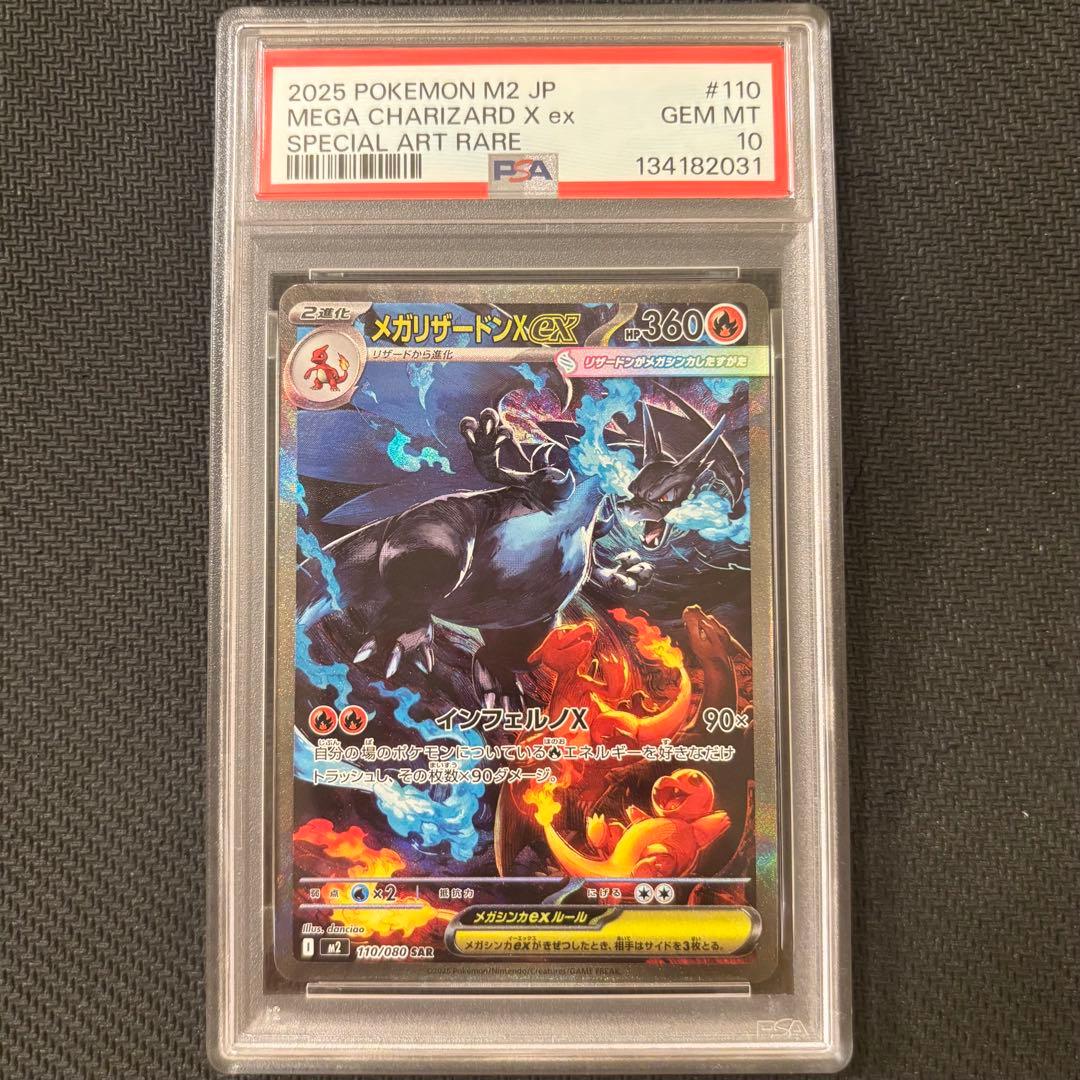 2025 POKEMON M2 JP #110
MEGA CHARIZARD X ex GEM MT
SPECIAL ART RARE 10
PSA 134182031
2進化 メガリザードンXex HP360
リザードから進化
リザードンがメガシンカしたすがた
インフェルノX 90×
自分の場のポケモンについているエネルギーを好きなだけ
トラッシュし、その枚数×90ダメージ。
弱点 ×2 抵抗力 にげる
メガシンカexルール
メガシンカexがきぜつしたとき、相手はサイドを3枚とる。
Illus. danciao
I M2 110/080 SAR
©2025 Pokémon/Nintendo/Creatures/GAME FREAK.
PSA